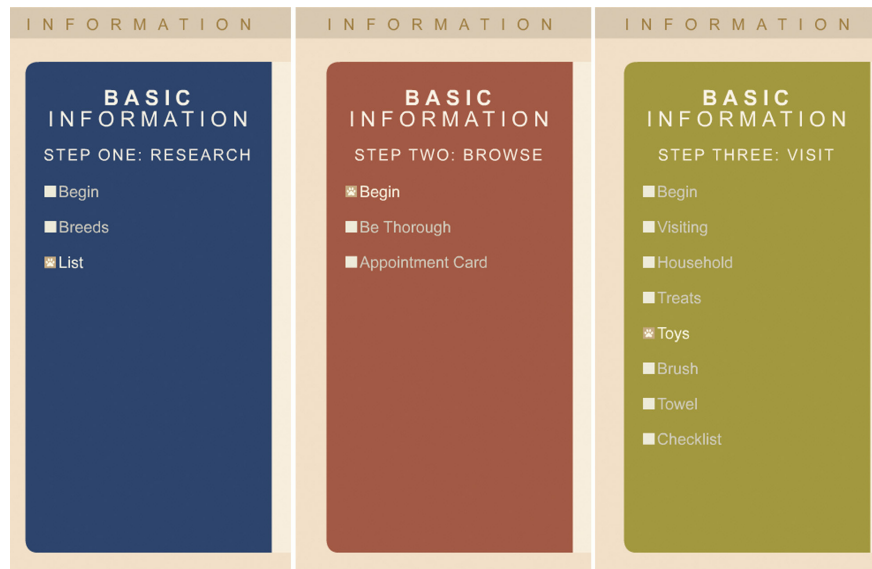 INFORMATION
BASIC
INFORMATION
STEP ONE: RESEARCH
Begin
Breeds
List
INFORMATION
BASIC
INFORMATION
STEP TWO: BROWSE
Begin
Be Thorough
Appointment Card
INFORMATION
BASIC
INFORMATION
STEP THREE: VISIT
Begin
Visiting
Household
Treats
Toys
Brush
Towel
Checklist